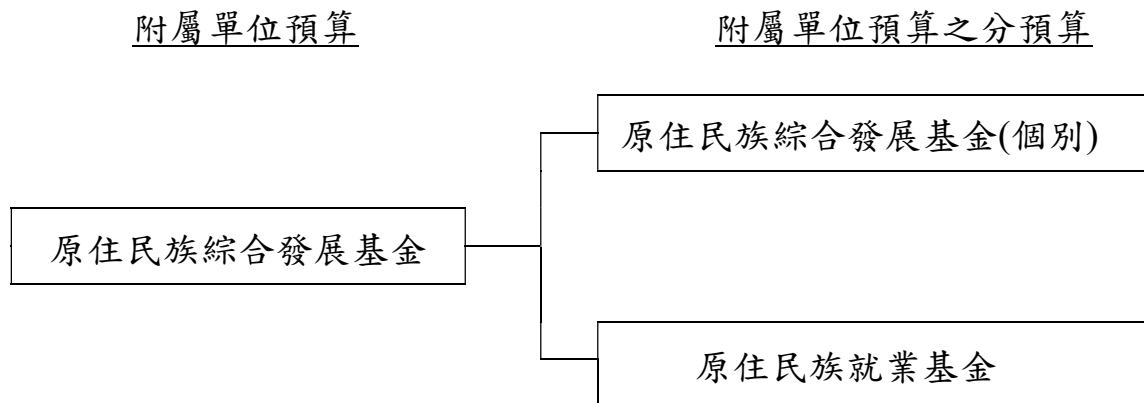 附屬單位預算
附屬單位預算之分預算
原住民族綜合發展基金(個別)
原住民族綜合發展基金
原住民族就業基金